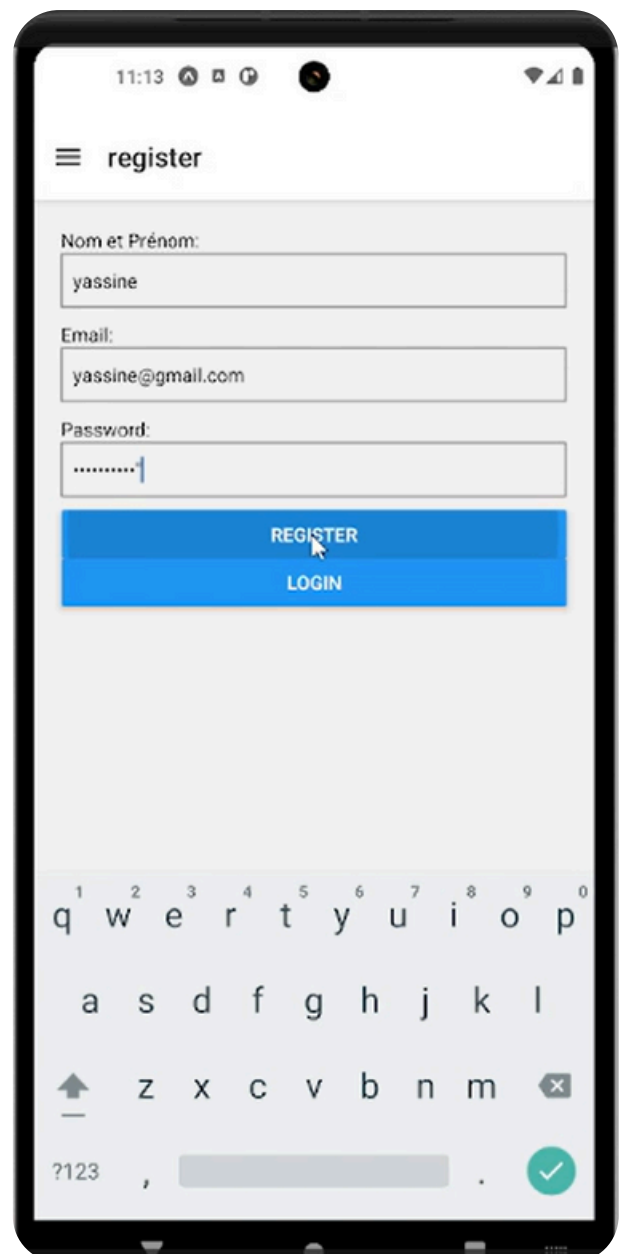 11:13
register
Nom et Prénom:
yassine
Email:
yassine@gmail.com
Password:
REGISTER
LOGIN
1 2 3 4 5 6 7 8 9 0
q w e r t y u i o p
a s d f g h j k l
z x c v b n m
?123 , .